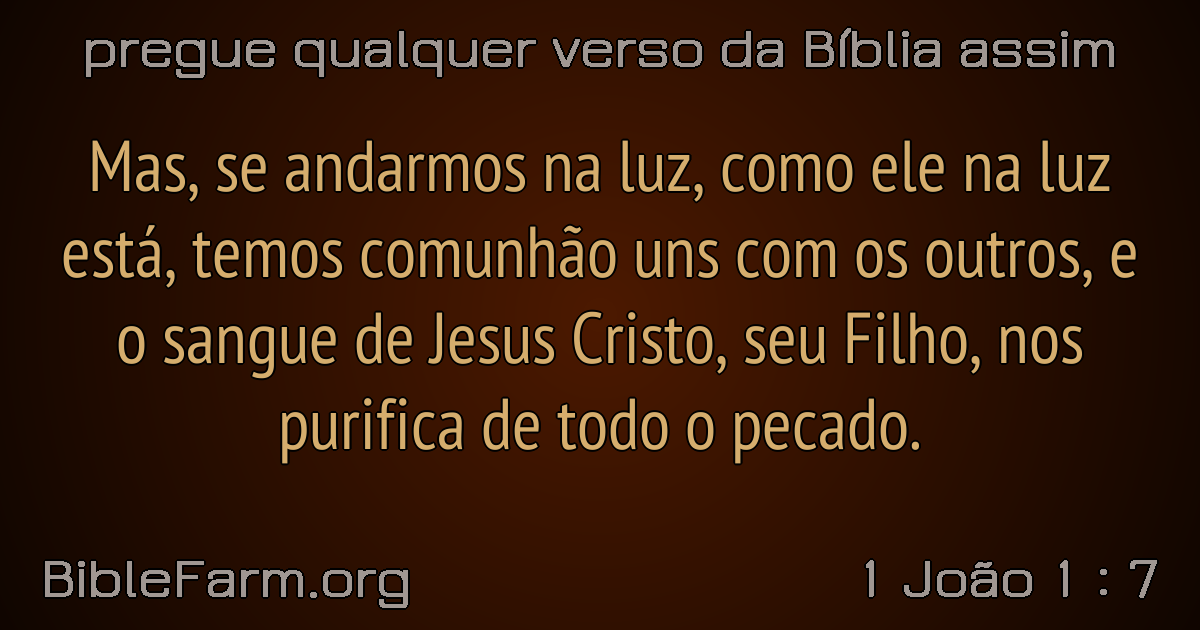 pregue qualquer verso da Bíblia assim
Mas, se andarmos na luz, como ele na luz
está, temos comunhão uns com os outros, e
o sangue de Jesus Cristo, seu Filho, nos
purifica de todo o pecado.
BibleFarm.org
1 João 1 : 7